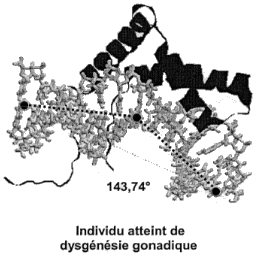 143,74°
Individu atteint de
dysgénésie gonadique